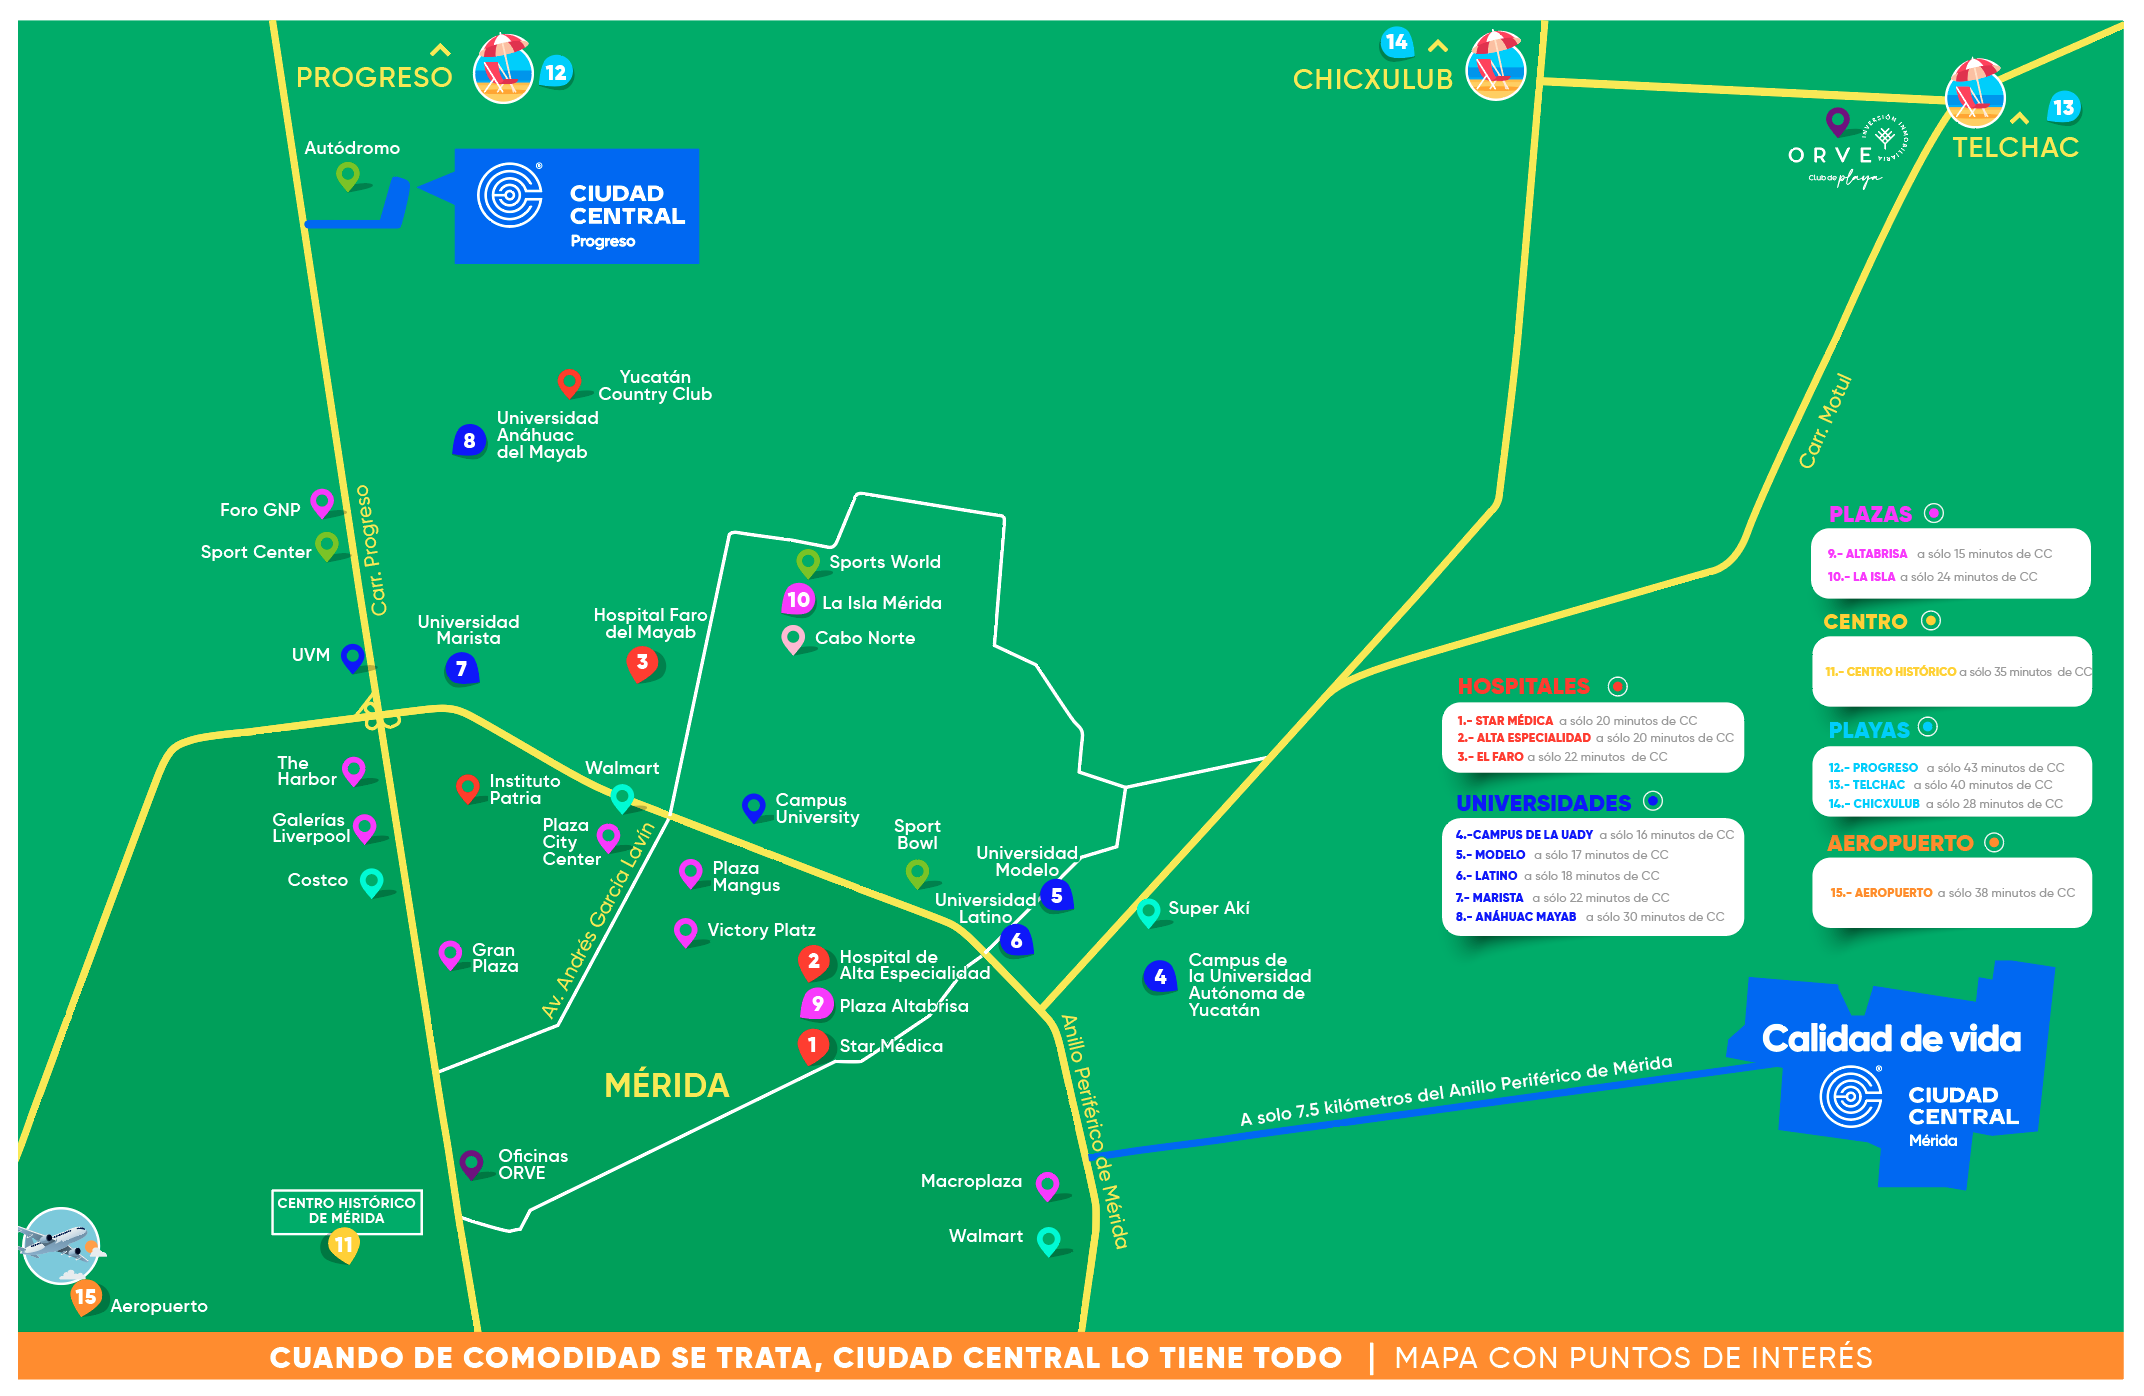 PROGRESO
12
14
CHICXULUB
13
TELCHAC
ORVE
INVERSIÓN INMOBILIARIA
Club de playa
Autódromo
CIUDAD
CENTRAL
Progreso
®
Yucatán
Country Club
8
Universidad
Anáhuac
del Mayab
Carr. Motul
Foro GNP
Sport Center
Carr. Progreso
Sports World
10
La Isla Mérida
Cabo Norte
Universidad
Marista
7
Hospital Faro
del Mayab
3
UVM
The
Harbor
Galerías
Liverpool
Costco
Instituto
Patria
Walmart
Plaza
City
Center
Campus
University
Sport
Bowl
Plaza
Mangus
Victory Platz
Universidad
Modelo
5
Universidad
Latino
6
Super Akí
4
Campus de
la Universidad
Autónoma de
Yucatán
Gran
Plaza
Av. Andrés García Lavín
2
Hospital de
Alta Especialidad
9
Plaza Altabrisa
1
Star Médica
MÉRIDA
Anillo Periférico de Mérida
Oficinas
ORVE
CENTRO HISTÓRICO
DE MÉRIDA
11
15
Aeropuerto
Macroplaza
Walmart
HOSPITALES
1.- STAR MÉDICA a sólo 20 minutos de CC
2.- ALTA ESPECIALIDAD a sólo 20 minutos de CC
3.- EL FARO a sólo 22 minutos de CC
UNIVERSIDADES
4.-CAMPUS DE LA UADY a sólo 16 minutos de CC
5.- MODELO a sólo 17 minutos de CC
6.- LATINO a sólo 18 minutos de CC
7.- MARISTA a sólo 22 minutos de CC
8.- ANÁHUAC MAYAB a sólo 30 minutos de CC
PLAZAS
9.- ALTABRISA a sólo 15 minutos de CC
10.- LA ISLA a sólo 24 minutos de CC
CENTRO
11.- CENTRO HISTÓRICO a sólo 35 minutos de CC
PLAYAS
12.- PROGRESO a sólo 43 minutos de CC
13.- TELCHAC a sólo 40 minutos de CC
14.- CHICXULUB a sólo 28 minutos de CC
AEROPUERTO
15.- AEROPUERTO a sólo 38 minutos de CC
A solo 7.5 kilómetros del Anillo Periférico de Mérida
Calidad de vida
®
CIUDAD
CENTRAL
Mérida
CUANDO DE COMODIDAD SE TRATA, CIUDAD CENTRAL LO TIENE TODO | MAPA CON PUNTOS DE INTERÉS